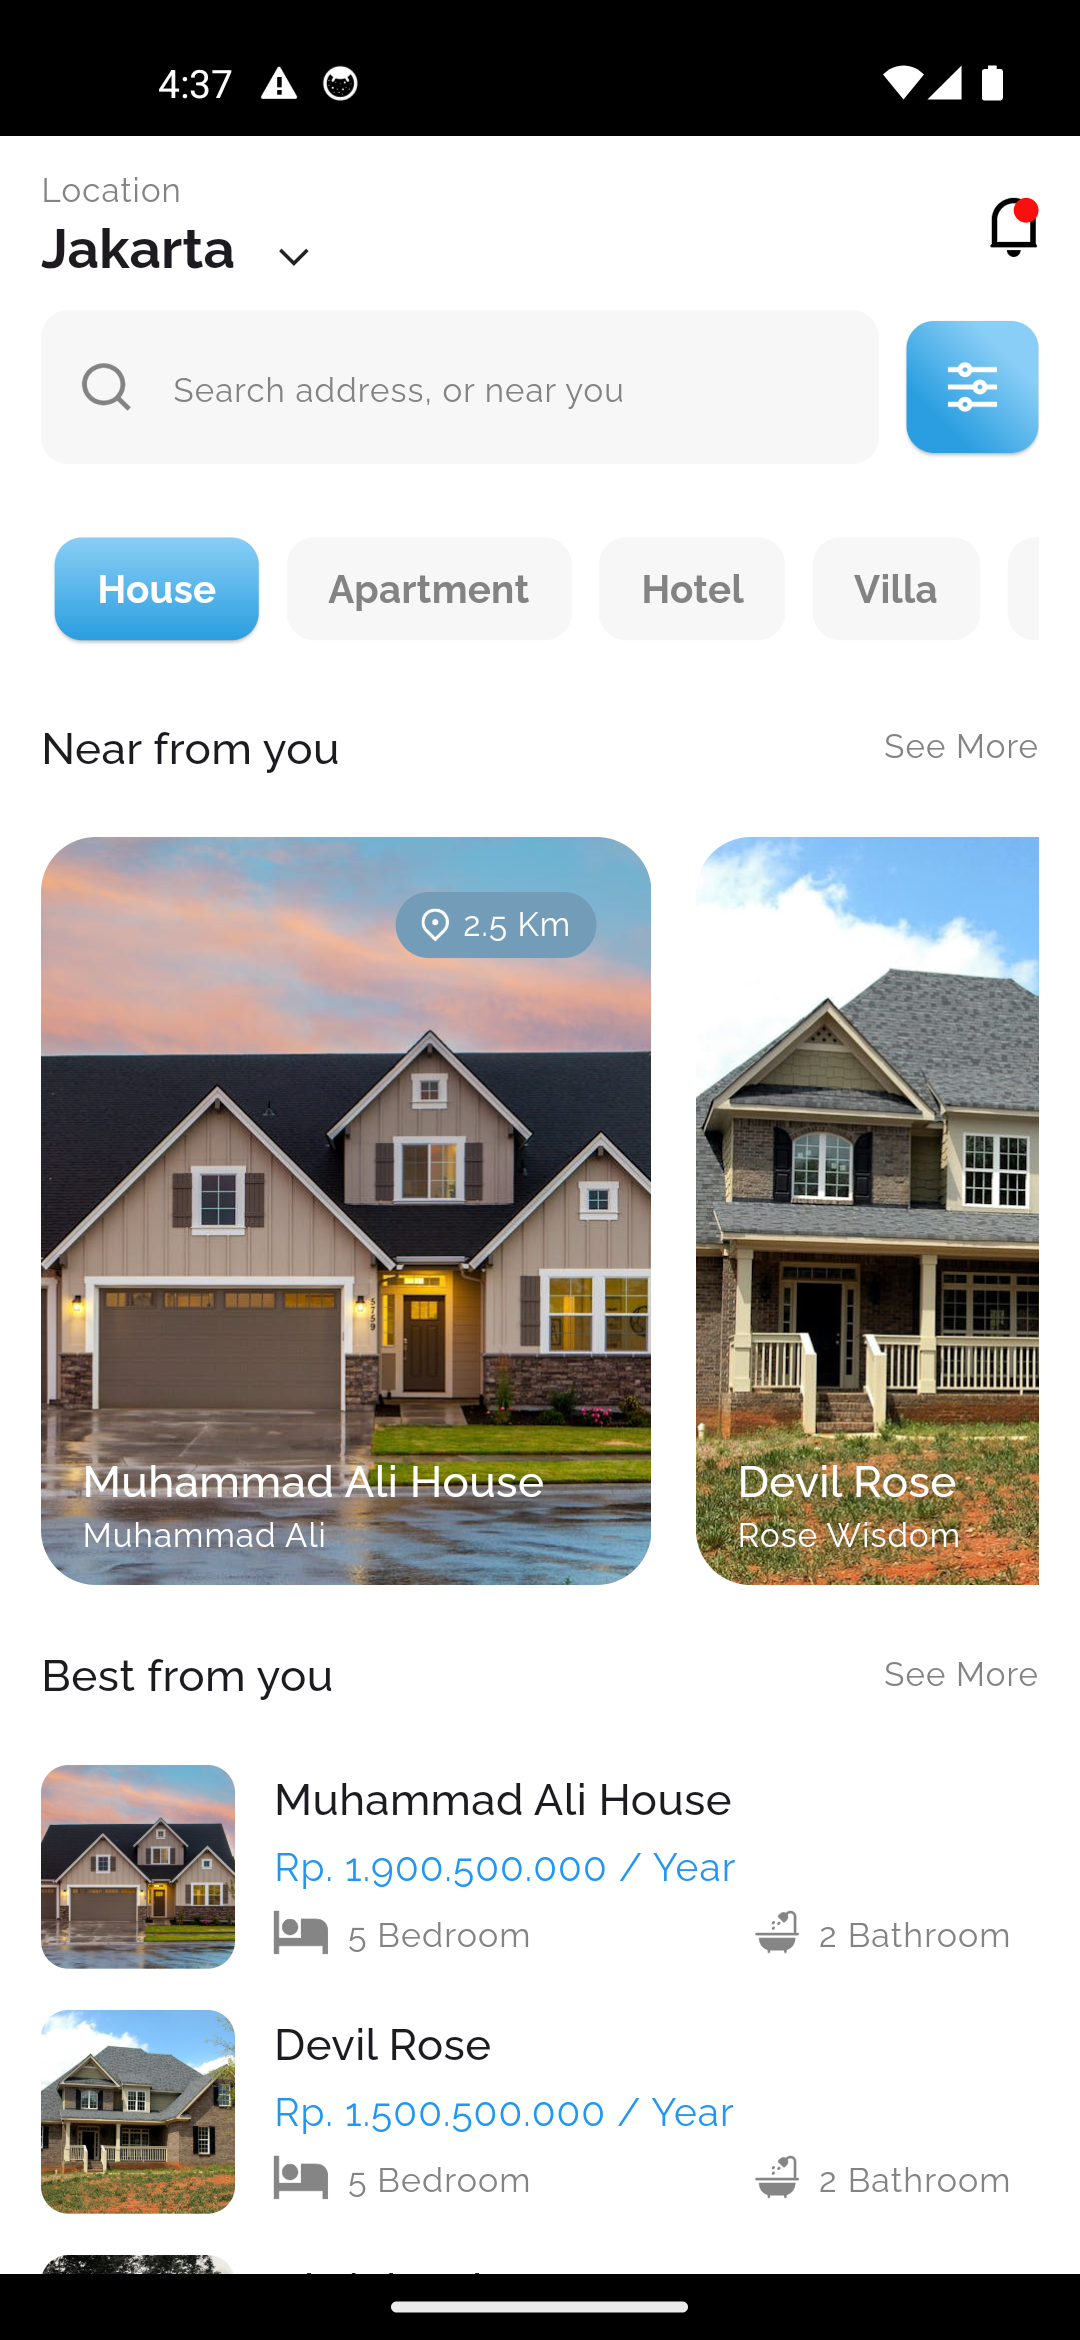 4:37
Location
Jakarta
Search address, or near you
House
Apartment
Hotel
Villa
Near from you
See More
2.5 Km
5759
Muhammad Ali House
Muhammad Ali
Devil Rose
Rose Wisdom
Best from you
See More
Muhammad Ali House
Rp. 1.900.500.000 / Year
5 Bedroom
2 Bathroom
Devil Rose
Rp. 1.500.500.000 / Year
5 Bedroom
2 Bathroom